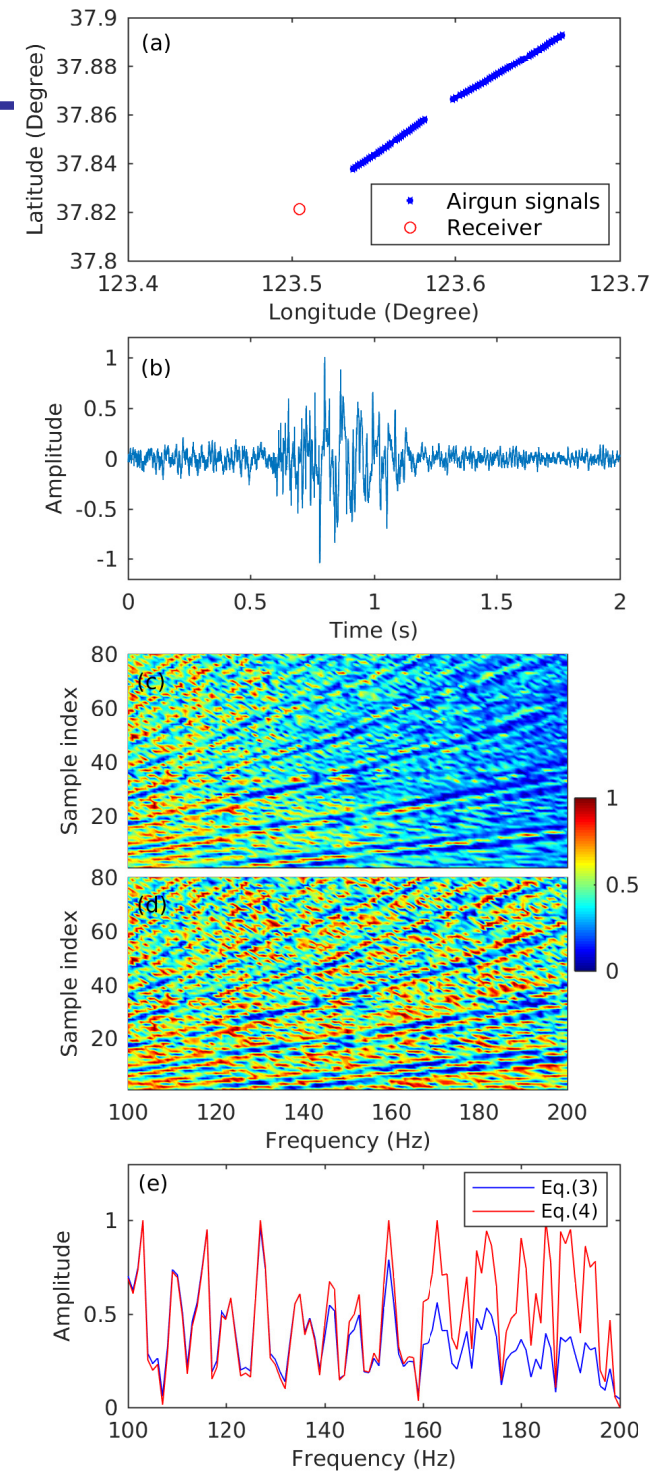 37.9
37.88
37.86
37.84
37.82
37.8
Latitude (Degree)
(a)
Airgun signals
Receiver
123.4 123.5 123.6 123.7
Longitude (Degree)
1
0.5
0
-0.5
-1
Amplitude
(b)
0 0.5 1 1.5 2
Time (s)
80
60
40
20
Sample index
(c)
80
60
40
20
Sample index
(d)
1
0.5
0
100 120 140 160 180 200
Frequency (Hz)
1
0.5
0
Amplitude
(e)
Eq.(3)
Eq.(4)
100 120 140 160 180 200
Frequency (Hz)